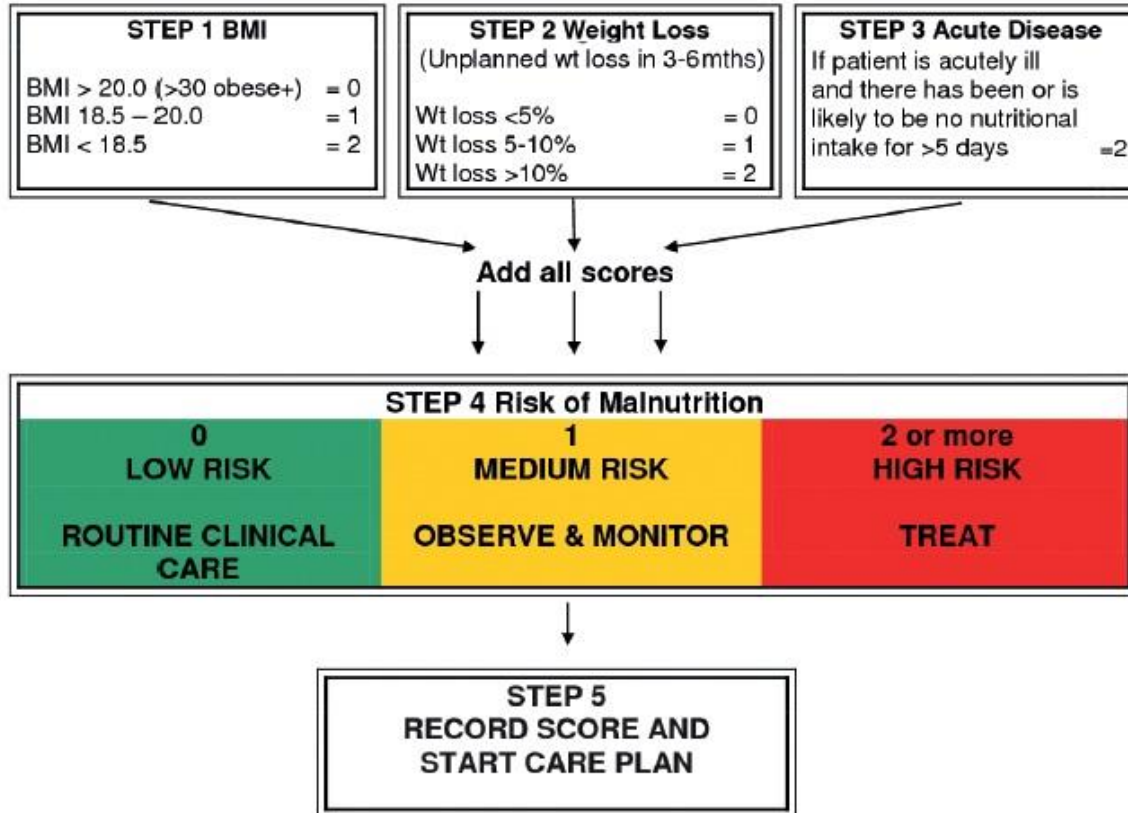 STEP 1 BMI
BMI > 20.0 (>30 obese+) = 0
BMI 18.5 – 20.0 = 1
BMI < 18.5 = 2
STEP 2 Weight Loss
(Unplanned wt loss in 3-6mths)
Wt loss <5% = 0
Wt loss 5-10% = 1
Wt loss >10% = 2
STEP 3 Acute Disease
If patient is acutely ill
and there has been or is
likely to be no nutritional
intake for >5 days =2
Add all scores
STEP 4 Risk of Malnutrition
0
LOW RISK
ROUTINE CLINICAL
CARE
1
MEDIUM RISK
OBSERVE & MONITOR
2 or more
HIGH RISK
TREAT
STEP 5
RECORD SCORE AND
START CARE PLAN